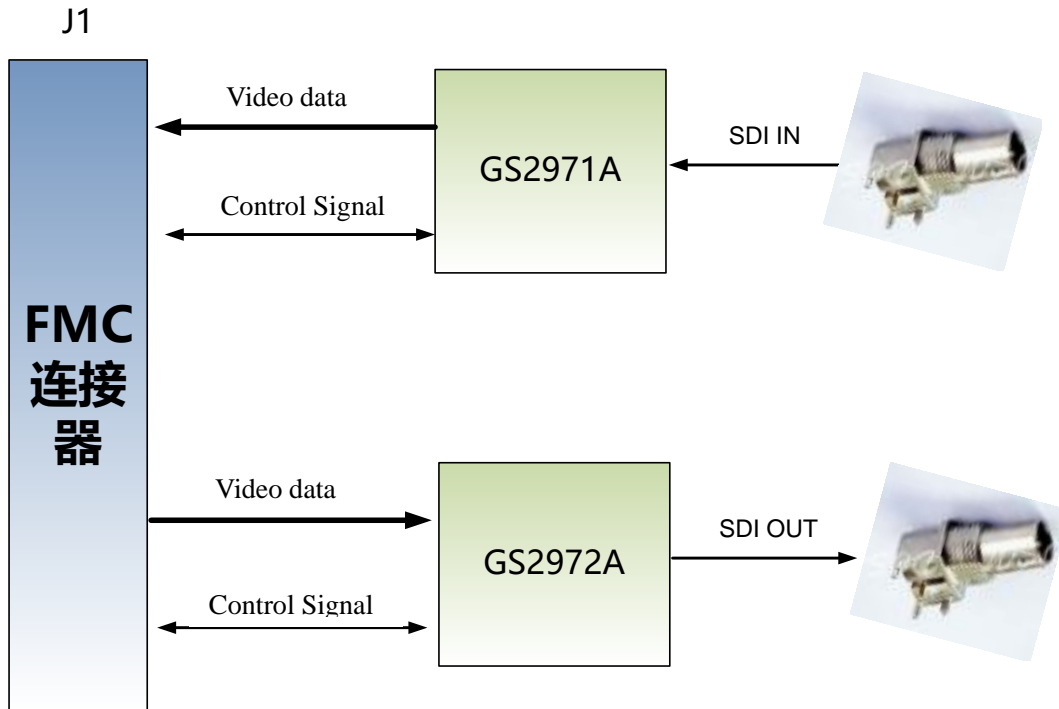 J1
Video data
GS2971A
SDI IN
Control Signal
FMC
连接
器
Video data
GS2972A
SDI OUT
Control Signal